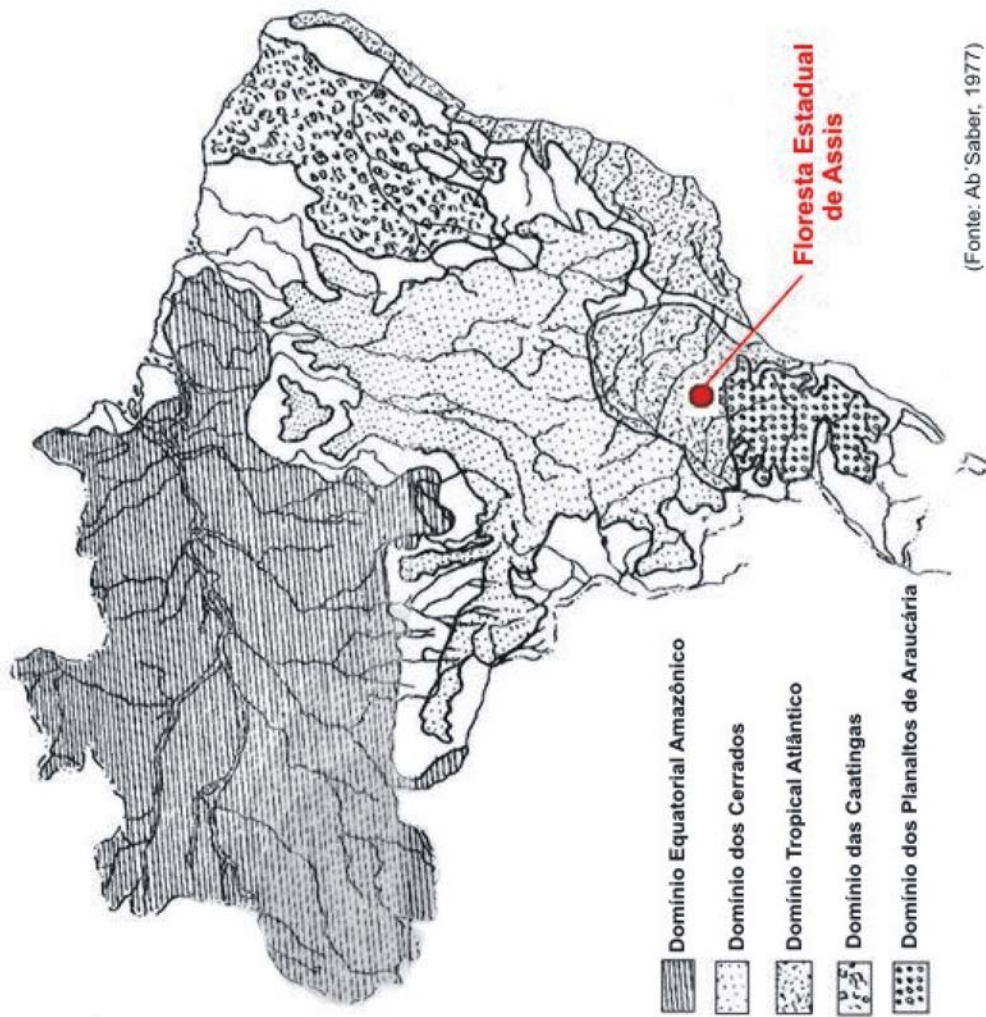 Domínio Equatorial Amazônico
Domínio dos Cerrados
Domínio Tropical Atlântico
Domínio das Caatingas
Domínio dos Planaltos de Araucária
Floresta Estadual
de Assis
(Fonte: Ab'Saber, 1977)